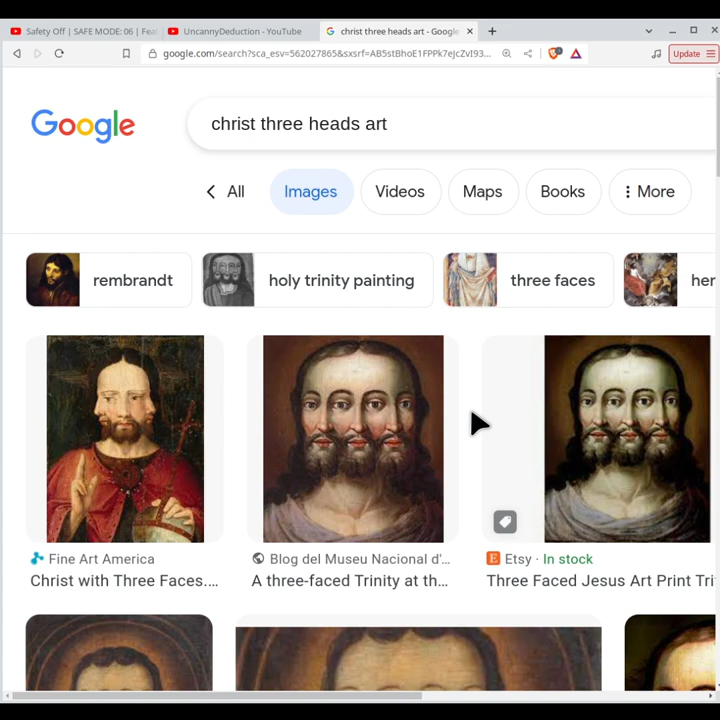 Safety Off | SAFE MODE: 06 | Fea
UncannyDeduction - YouTube
christ three heads art - Google
google.com/search?sca_esv=562027865&sxsrf=AB5stBhoE1FPPk7eJcZvI93...
Update
Google
christ three heads art
All
Images
Videos
Maps
Books
More
rembrandt
holy trinity painting
three faces
her
Fine Art America
Christ with Three Faces....
Blog del Museu Nacional d'...
A three-faced Trinity at th...
Etsy · In stock
Three Faced Jesus Art Print Tri